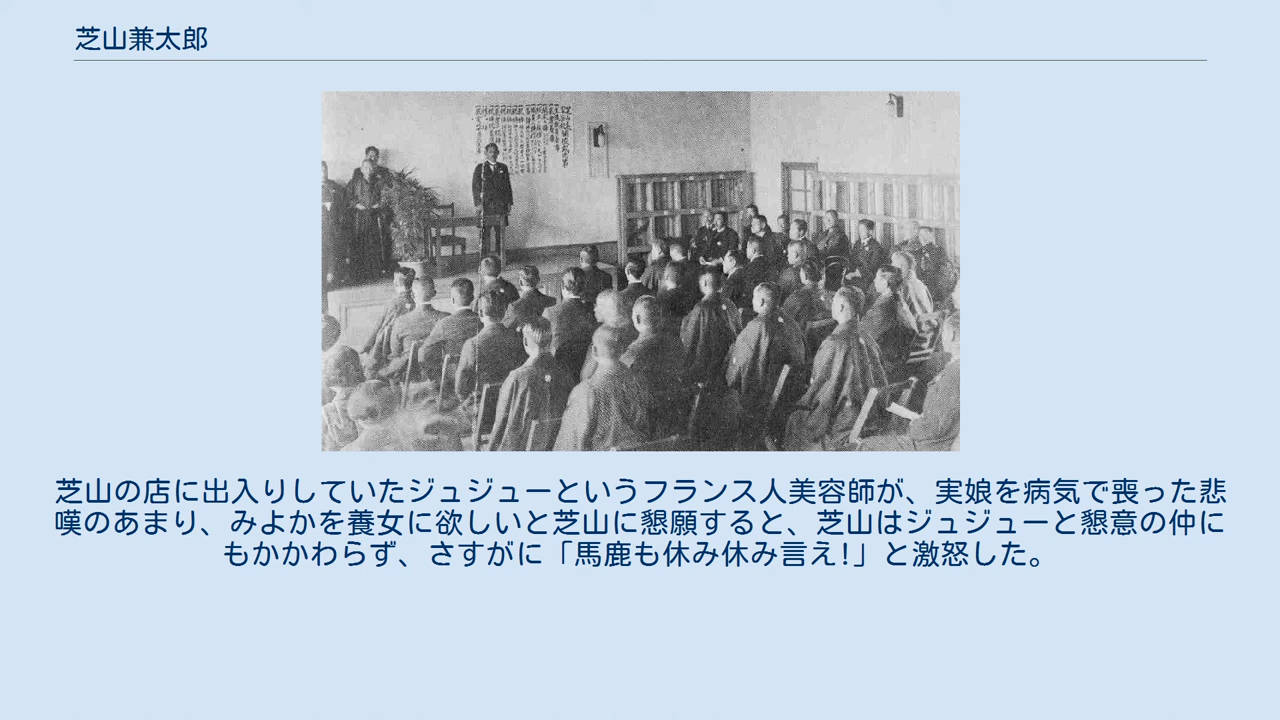 芝山兼太郎
芝山の店に出入りしていたジュジューというフランス人美容師が、実娘を病気で喪った悲
嘆のあまり、みよかを養女に欲しいと芝山に懇願すると、芝山はジュジューと懇意の仲に
もかかわらず、さすがに「馬鹿も休み休み言え!」と激怒した。